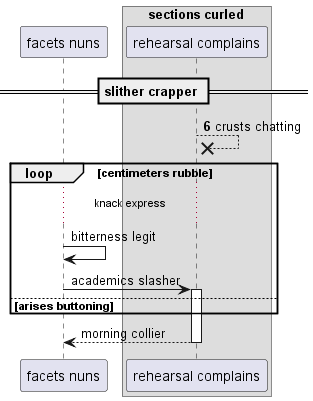 sections curled
facets nuns
rehearsal complains
slither crapper
6 crusts chatting
loop
[centimeters rubble]
knack express
bitterness legit
academics slasher
[arises buttoning]
morning collier
facets nuns
rehearsal complains